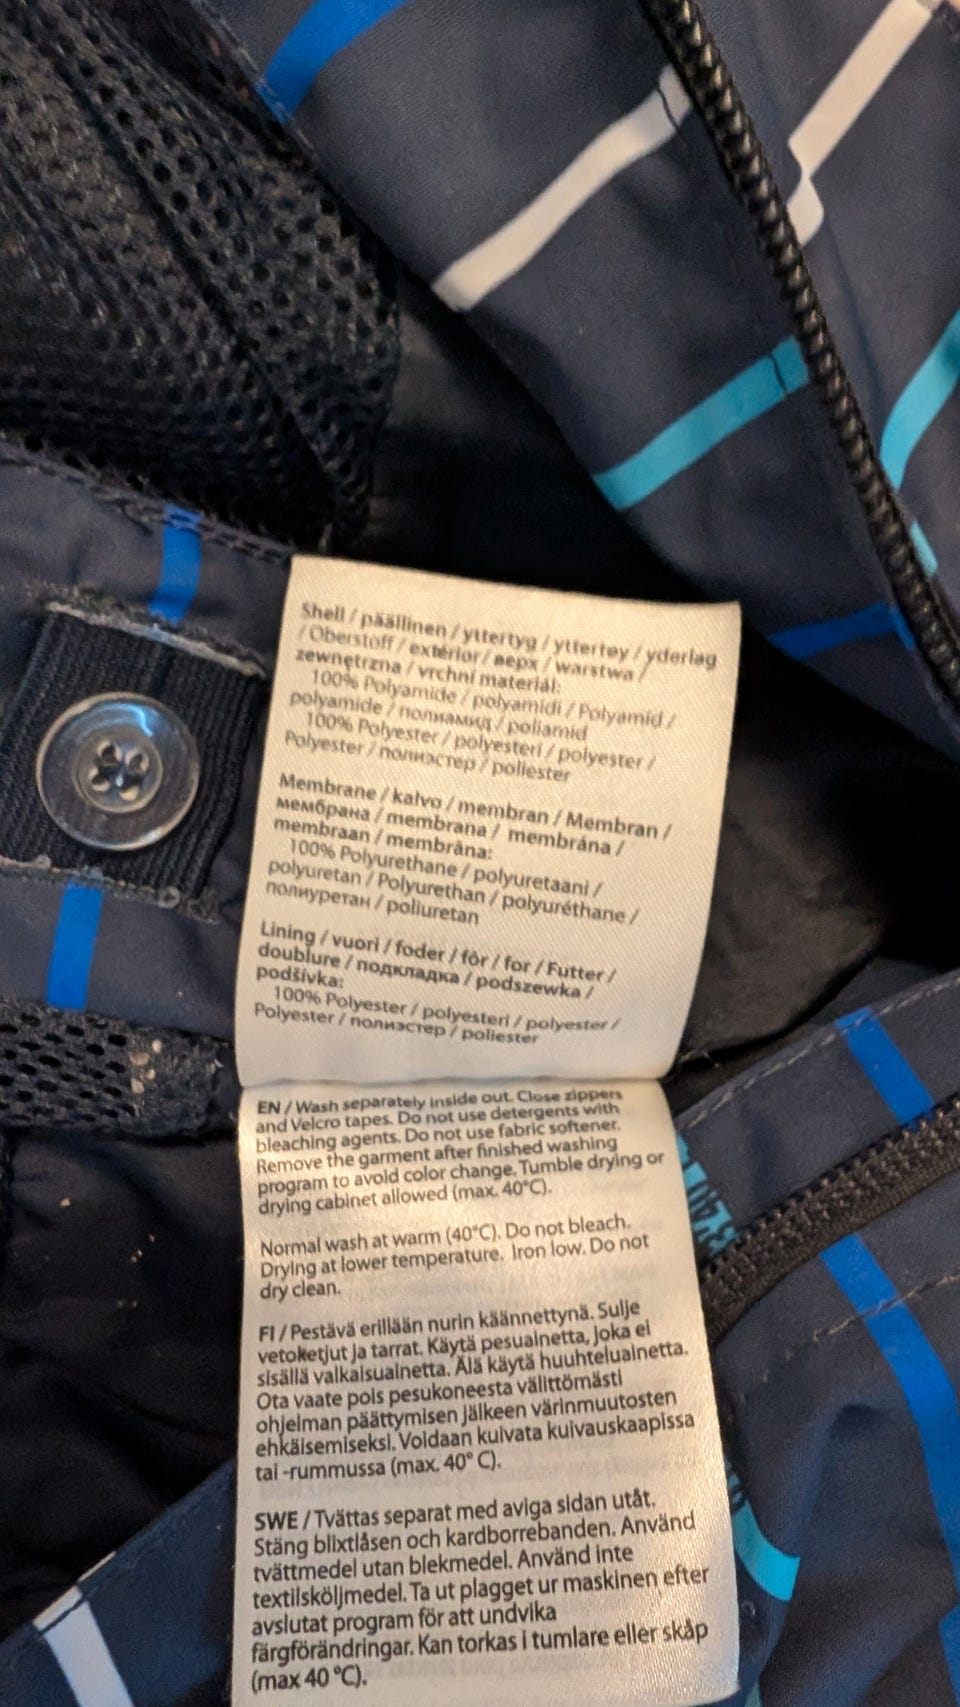 Shell / päällinen / yttertyg / yttertøy / yderlag
/ Oberstoff / extérior / верх / warstwa /
zewnętrzna / vrchní materiál:
100% Polyamide / polyamidi / Polyamid /
polyamide / полиамид / poliamid
100% Polyester / polyesteri / polyester /
Polyester / полиэстер / poliester
Membrane / kalvo / membran / Membran /
мембрана / membrana / membrána /
membraan / membrāna:
100% Polyurethane / polyuretaani /
polyuretan / Polyurethan / polyuréthane /
полиуретан / poliuretan
Lining / vuori / foder / fôr / for / Futter /
doublure / подкладка / podszewka /
podšívka:
100% Polyester / polyesteri / polyester /
Polyester / полиэстер / poliester
EN / Wash separately inside out. Close zippers
and Velcro tapes. Do not use detergents with
bleaching agents. Do not use fabric softener.
Remove the garment after finished washing
program to avoid color change. Tumble drying or
drying cabinet allowed (max. 40°C).
Normal wash at warm (40°C). Do not bleach.
Drying at lower temperature. Iron low. Do not
dry clean.
FI / Pestävä erillään nurin käännettynä. Sulje
vetoketjut ja tarrat. Käytä pesuainetta, joka ei
sisällä valkaisuainetta. Älä käytä huuhteluainetta.
Ota vaate pois pesukoneesta välittömästi
ohjelman päättymisen jälkeen värinmuutosten
ehkäisemiseksi. Voidaan kuivata kuivauskaapissa
tai -rummussa (max. 40° C).
SWE / Tvättas separat med aviga sidan utåt.
Stäng blixtlåsen och kardborrebanden. Använd
tvättmedel utan blekmedel. Använd inte
textilsköljmedel. Ta ut plagget ur maskinen efter
avslutat program för att undvika
färgförändringar. Kan torkas i tumlare eller skåp
(max 40 °C).